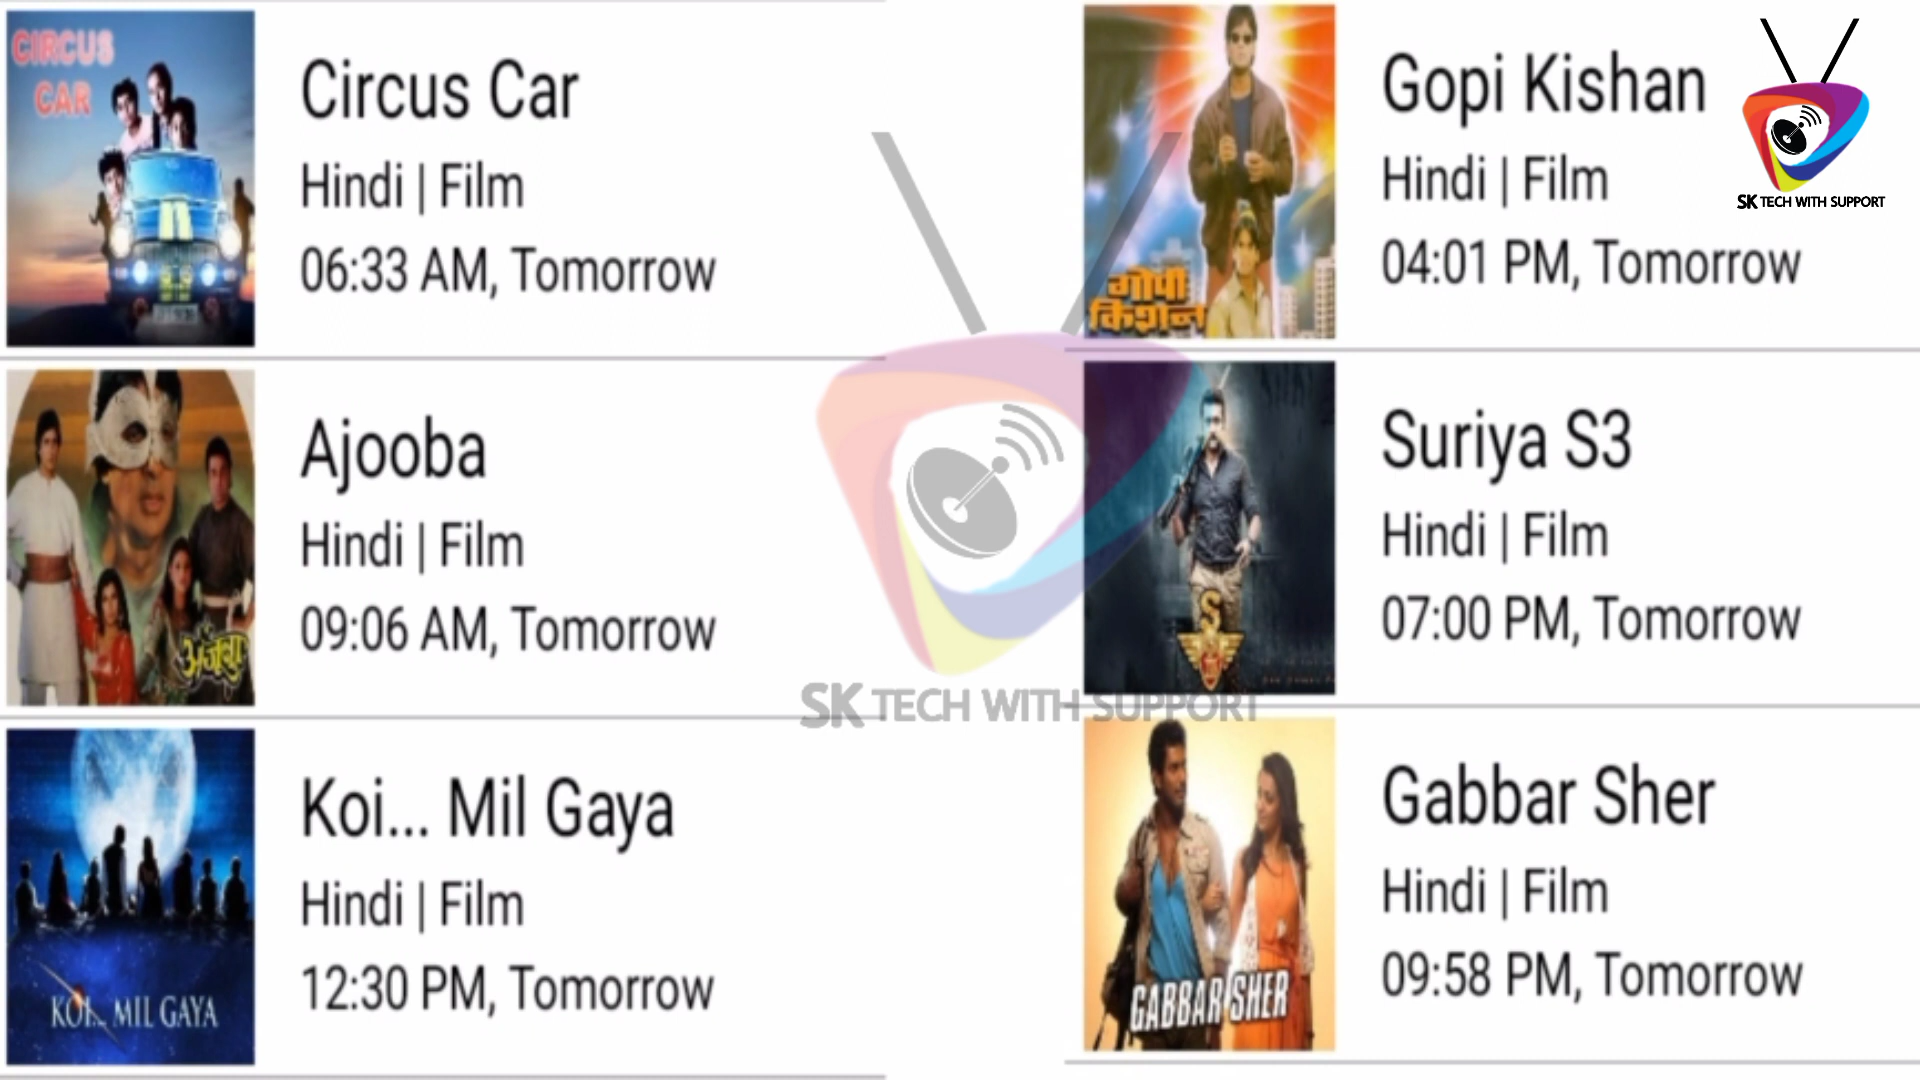 CIRCUS
CAR
Circus Car
Hindi | Film
06:33 AM, Tomorrow
अजूबा
Ajooba
Hindi | Film
09:06 AM, Tomorrow
KOI... MIL GAYA
Koi... Mil Gaya
Hindi | Film
12:30 PM, Tomorrow
गोपी
किशन
Gopi Kishan
Hindi | Film
04:01 PM, Tomorrow
S
Suriya S3
Hindi | Film
07:00 PM, Tomorrow
GABBAR SHER
Gabbar Sher
Hindi | Film
09:58 PM, Tomorrow
SK TECH WITH SUPPORT
SK TECH WITH SUPPORT